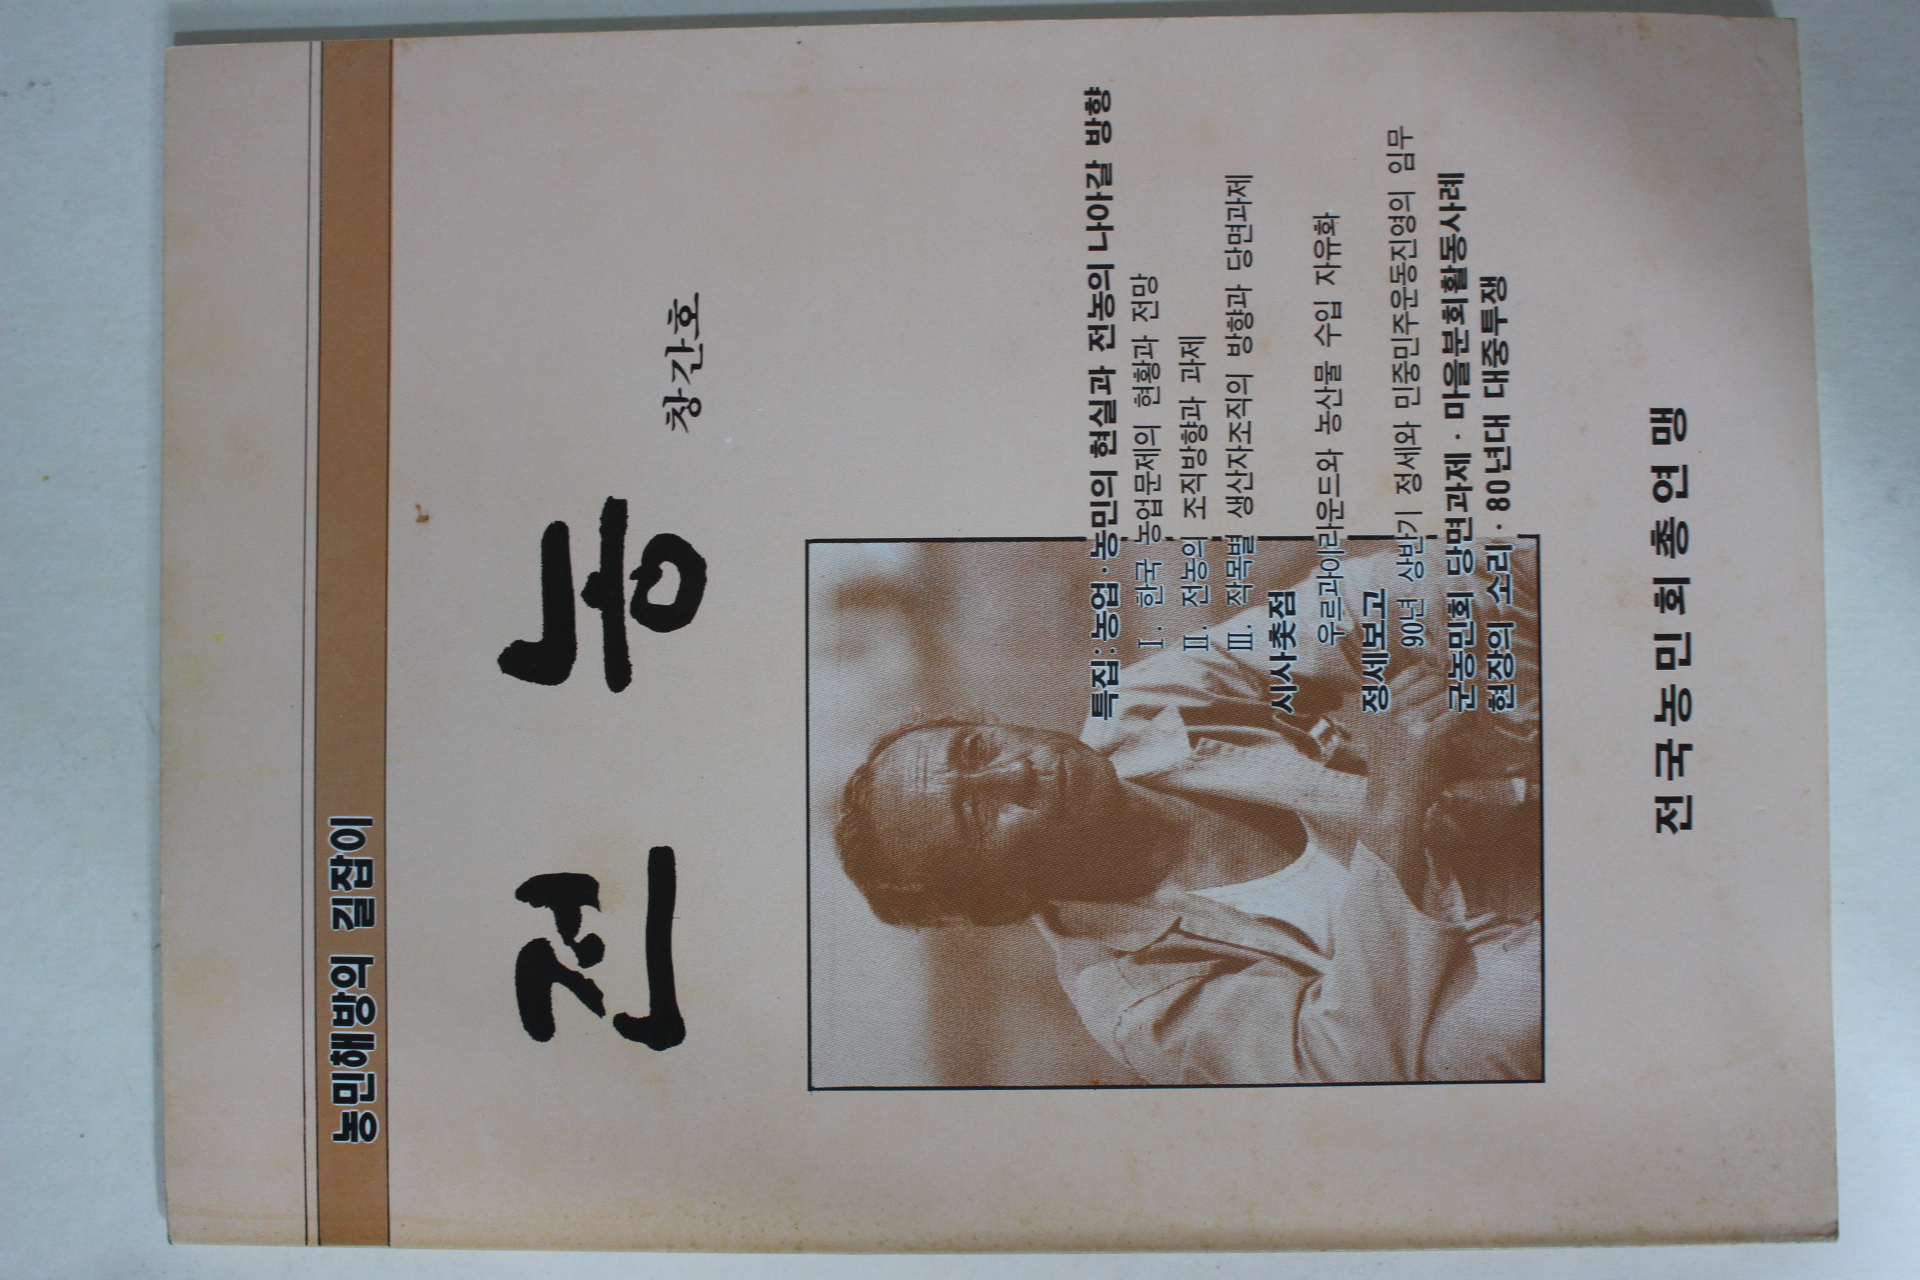 농민해방의 길잡이
전농
창간호
특집: 농업·농민의 현실과 전농의 나아갈 방향
Ⅰ. 한국 농업문제의 현황과 전망
Ⅱ. 전농의 조직방향과 과제
Ⅲ. 작목별 생산자조직의 방향과 당면과제
시사촛점
우르과이라운드와 농산물 수입 자유화
정세보고
90년 상반기 정세와 민중민주운동진영의 임무
군농민회 당면과제·마을분회활동사례
현장의 소리·80년대 대중투쟁
전국농민회총연맹